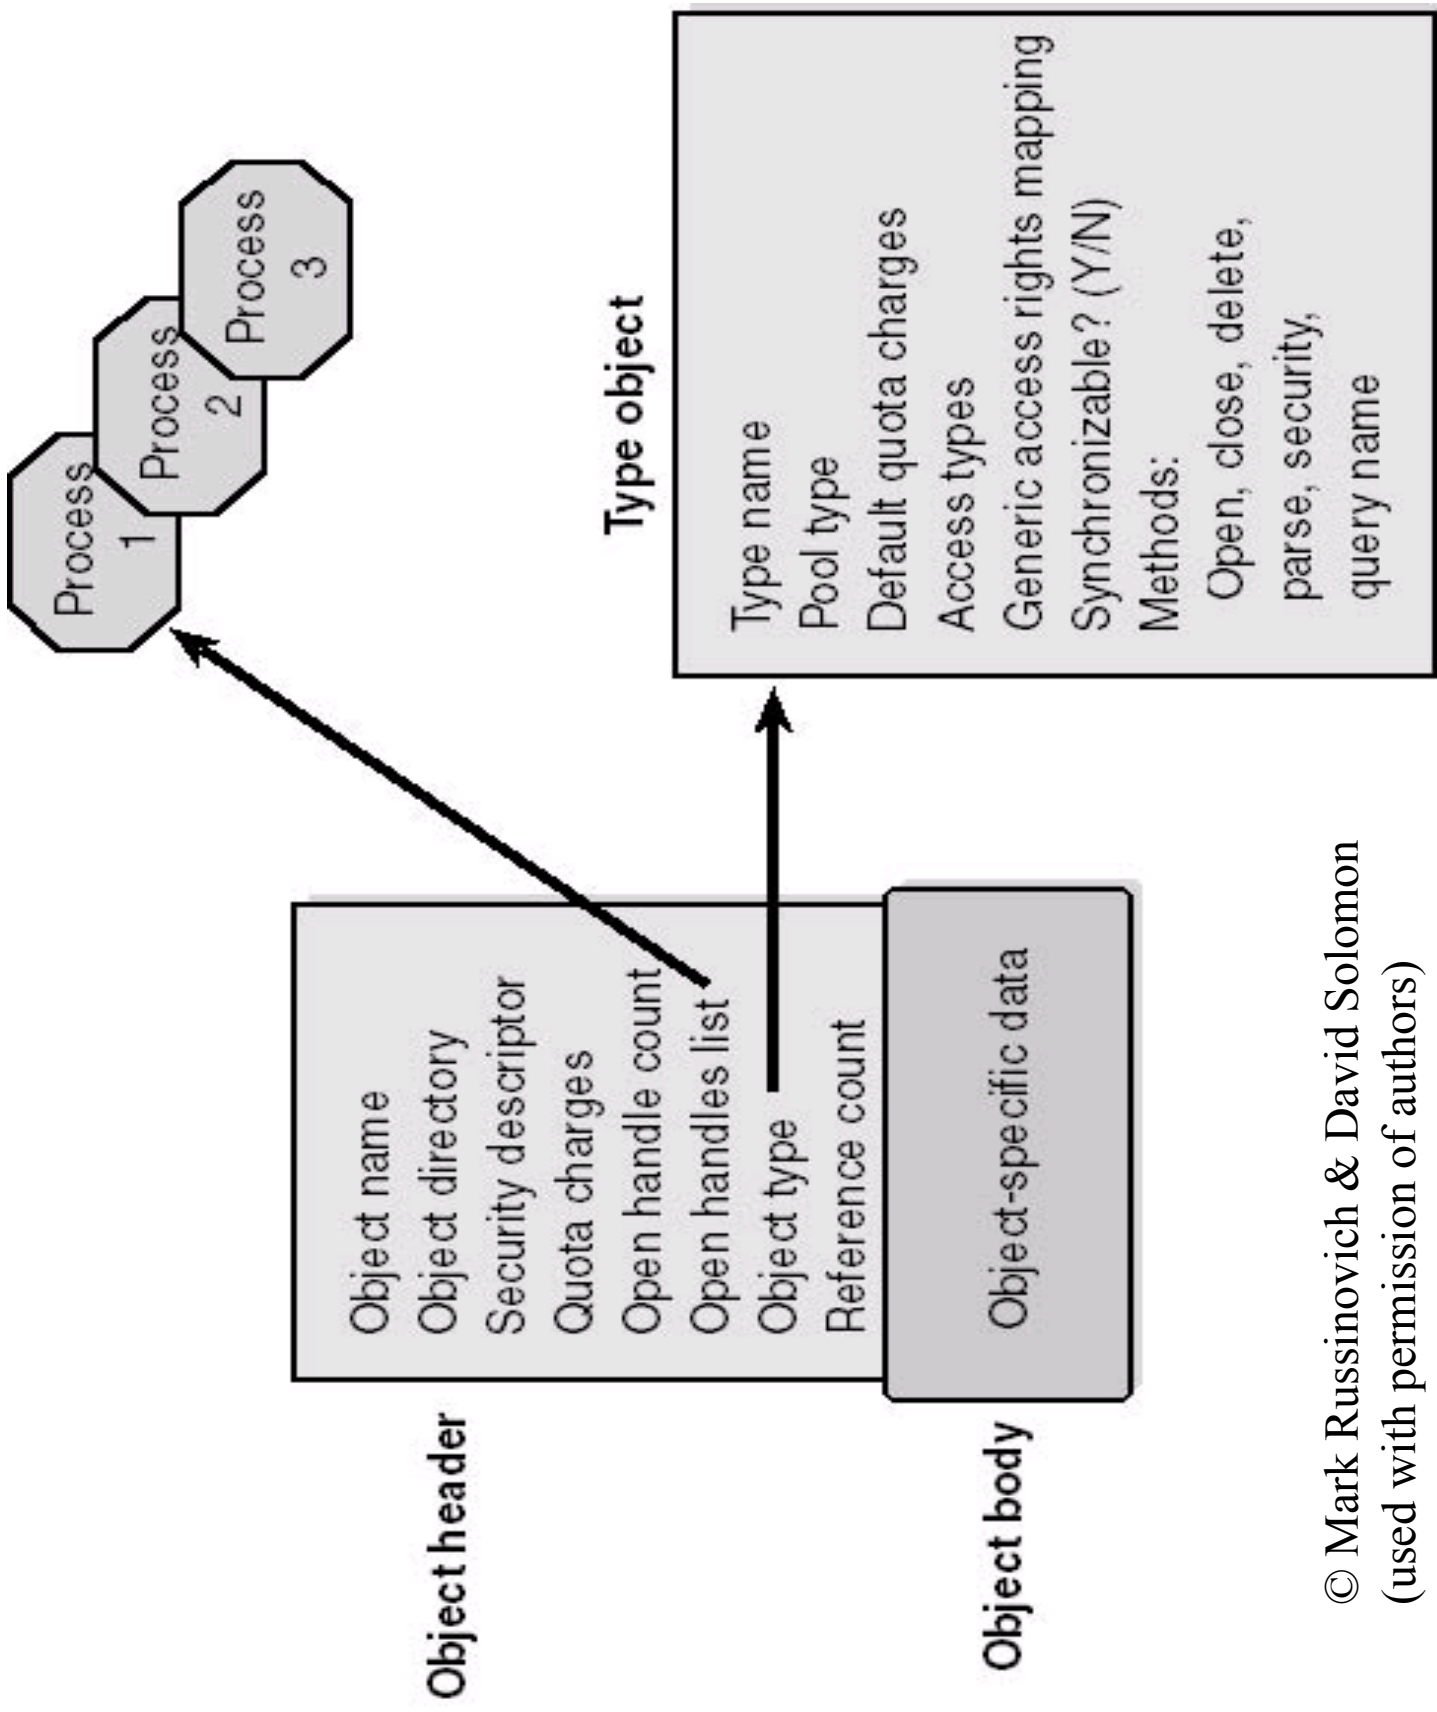 Process
1
Process
2
Process
3
Object header
Object name
Object directory
Security descriptor
Quota charges
Open handle count
Open handles list
Object type
Reference count
Object body
Object-specific data
Type object
Type name
Pool type
Default quota charges
Access types
Generic access rights mapping
Synchronizable? (Y/N)
Methods:
Open, close, delete,
parse, security,
query name
© Mark Russinovich & David Solomon
(used with permission of authors)